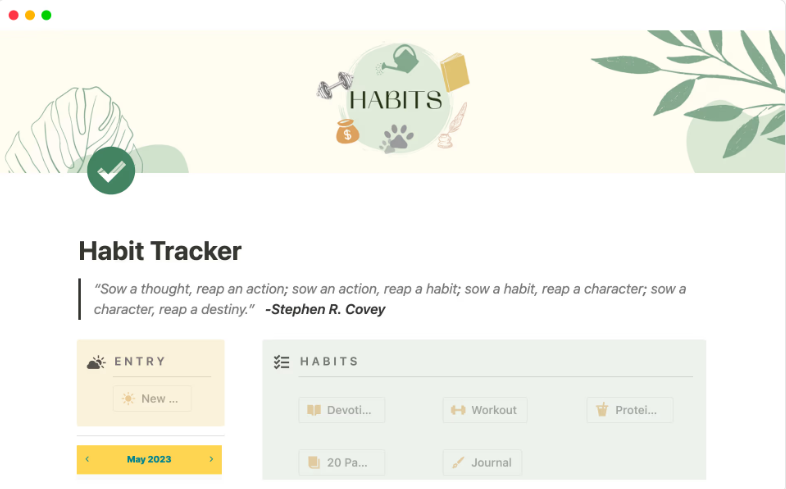 HABITS
$
Habit Tracker
“Sow a thought, reap an action; sow an action, reap a habit; sow a habit, reap a character; sow a
character, reap a destiny.” -Stephen R. Covey
ENTRY
New ...
HABITS
Devoti...
Workout
Protei...
20 Pa...
Journal
‹ May 2023 ›